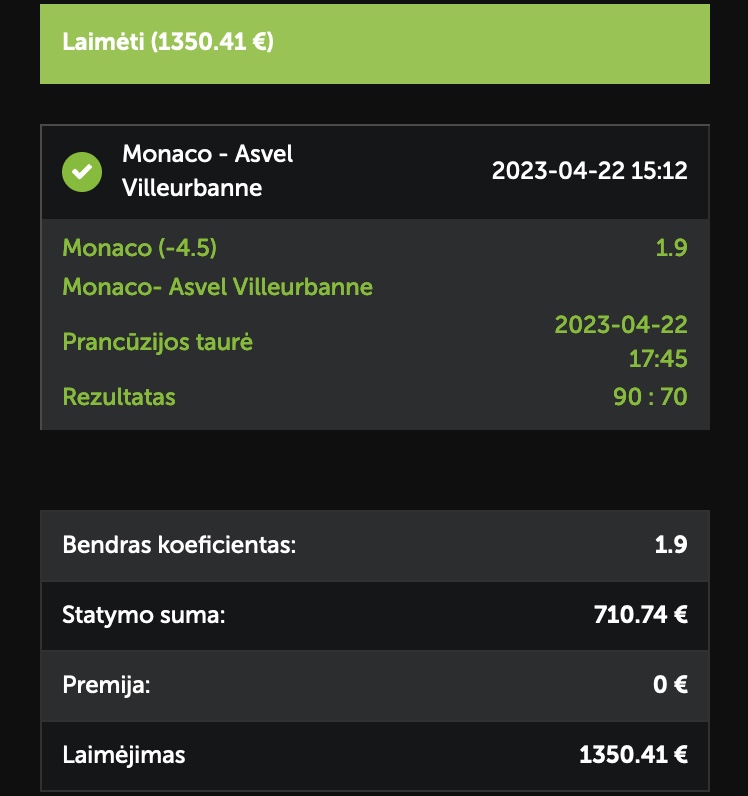 Laimėti (1350.41 €)
Monaco - Asvel
Villeurbanne
2023-04-22 15:12
Monaco (-4.5) 1.9
Monaco- Asvel Villeurbanne
Prancūzijos taurė
2023-04-22
17:45
Rezultatas 90 : 70
Bendras koeficientas: 1.9
Statymo suma: 710.74 €
Premija: 0 €
Laimėjimas 1350.41 €